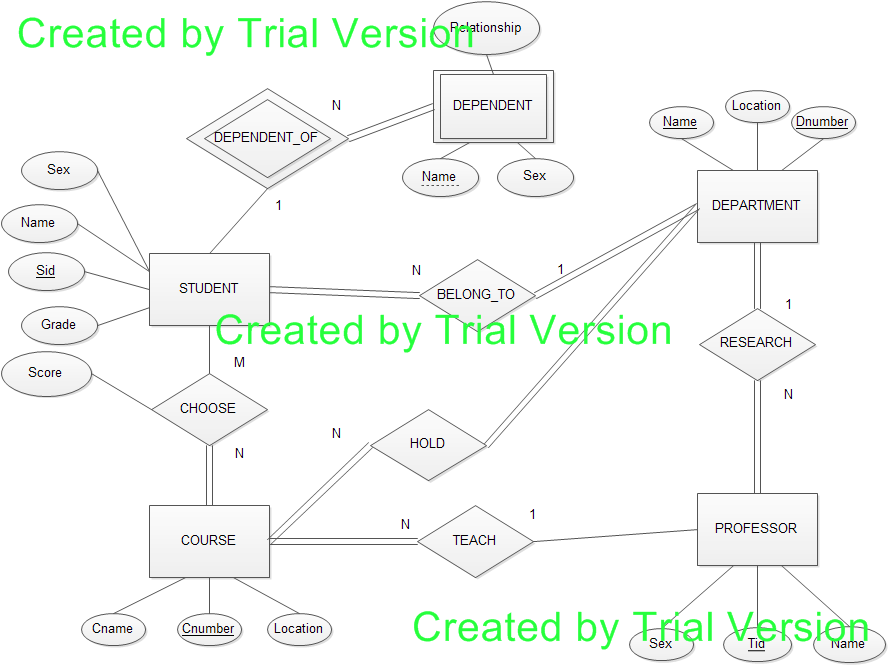 Created by Trial Version
Relationship
N
DEPENDENT
DEPENDENT_OF
Location
Name
Dnumber
Sex
Name
Sex
1
DEPARTMENT
Name
Sid
N
1
STUDENT
BELONG_TO
Grade
Created by Trial Version
1
RESEARCH
M
Score
N
CHOOSE
N
HOLD
N
1
N
COURSE
TEACH
PROFESSOR
Cname
Cnumber
Location
Created by Trial Version
Sex
Tid
Name